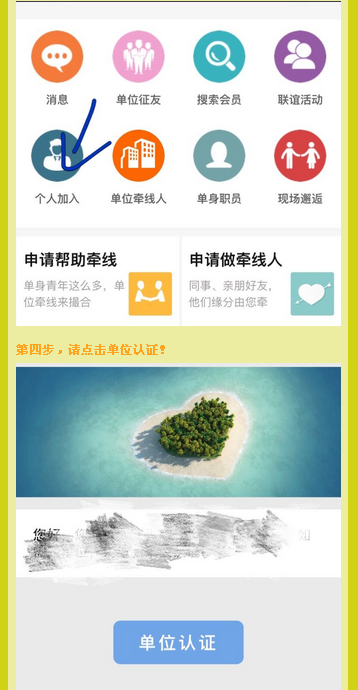 消息 单位征友 搜索会员 联谊活动
个人加入 单位牵线人 单身职员 现场邂逅
申请帮助牵线 申请做牵线人
单身青年这么多，单 同事、亲朋好友，
位牵线来撮合 他们缘分由您牵
第四步，请点击单位认证！
您好
单位认证